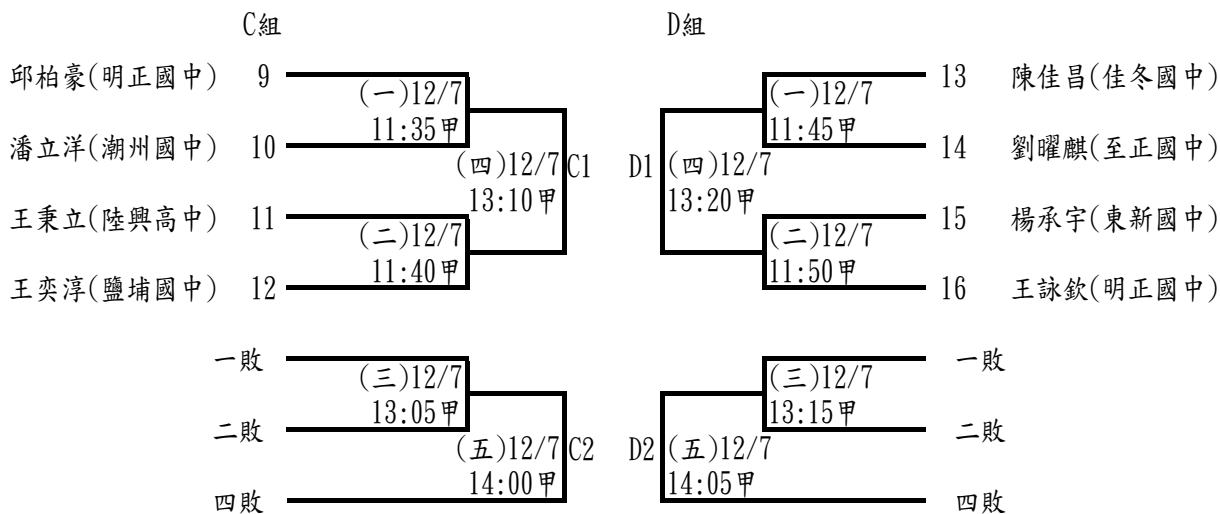 C組 D組
邱柏豪(明正國中) 9 (一)12/7 (一)12/7 13 陳佳昌(佳冬國中)
11:35甲 11:45甲
潘立洋(潮州國中) 10 (四)12/7 C1 D1 (四)12/7 14 劉曜麒(至正國中)
13:10甲 13:20甲
王秉立(陸興高中) 11 (二)12/7 (二)12/7 15 楊承宇(東新國中)
11:40甲 11:50甲
王奕淳(鹽埔國中) 12 16 王詠欽(明正國中)
一敗 (三)12/7 (三)12/7 一敗
13:05甲 13:15甲
二敗 (五)12/7 C2 D2 (五)12/7 二敗
14:00甲 14:05甲
四敗 四敗